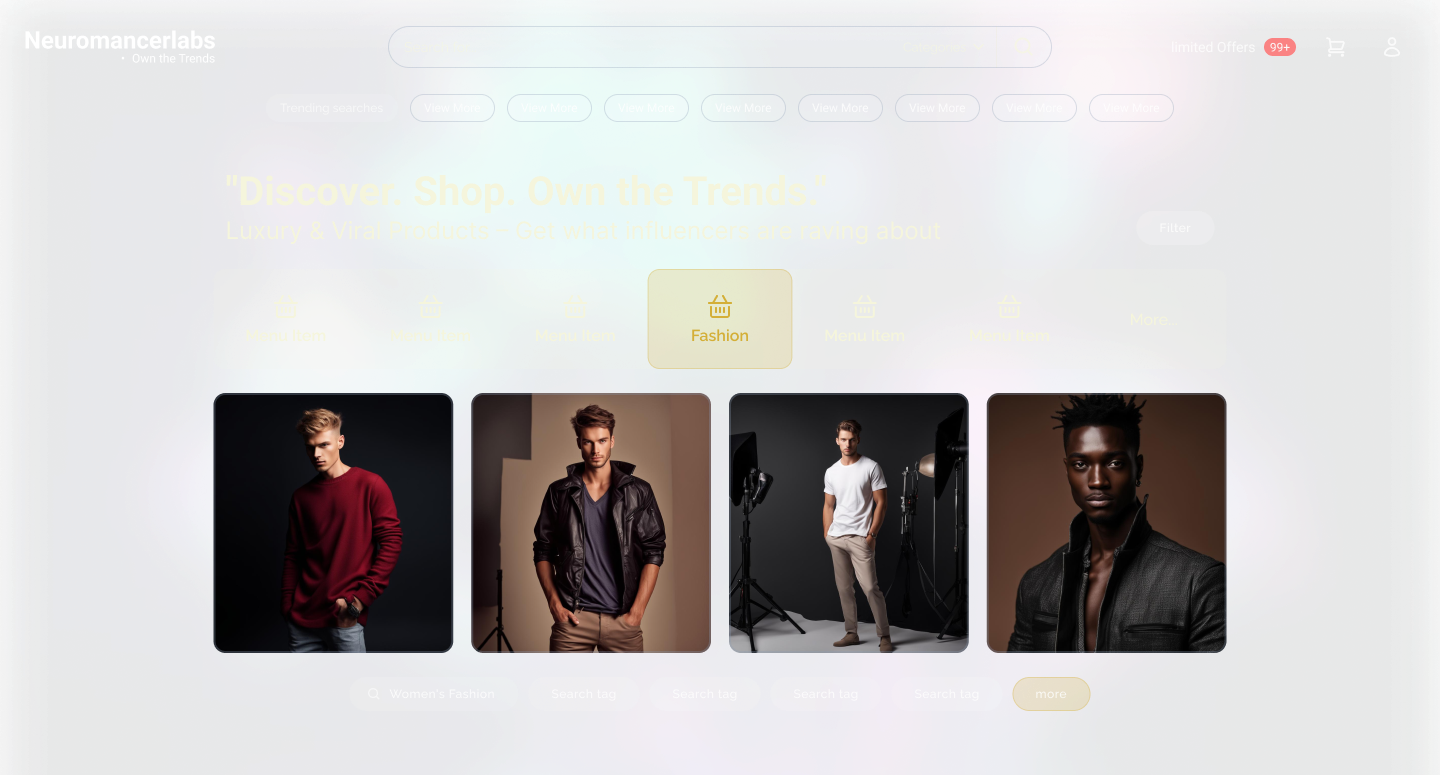 Neuromancerlabs
• Own the Trends
limited Offers 99+
Trending searches View More View More View More View More View More View More View More View More
"Discover. Shop. Own the Trends."
Luxury & Viral Products – Get what influencers are raving about
Filter
Menu Item Menu Item Menu Item Fashion Menu Item Menu Item More..
Women's Fashion Search tag Search tag Search tag Search tag more